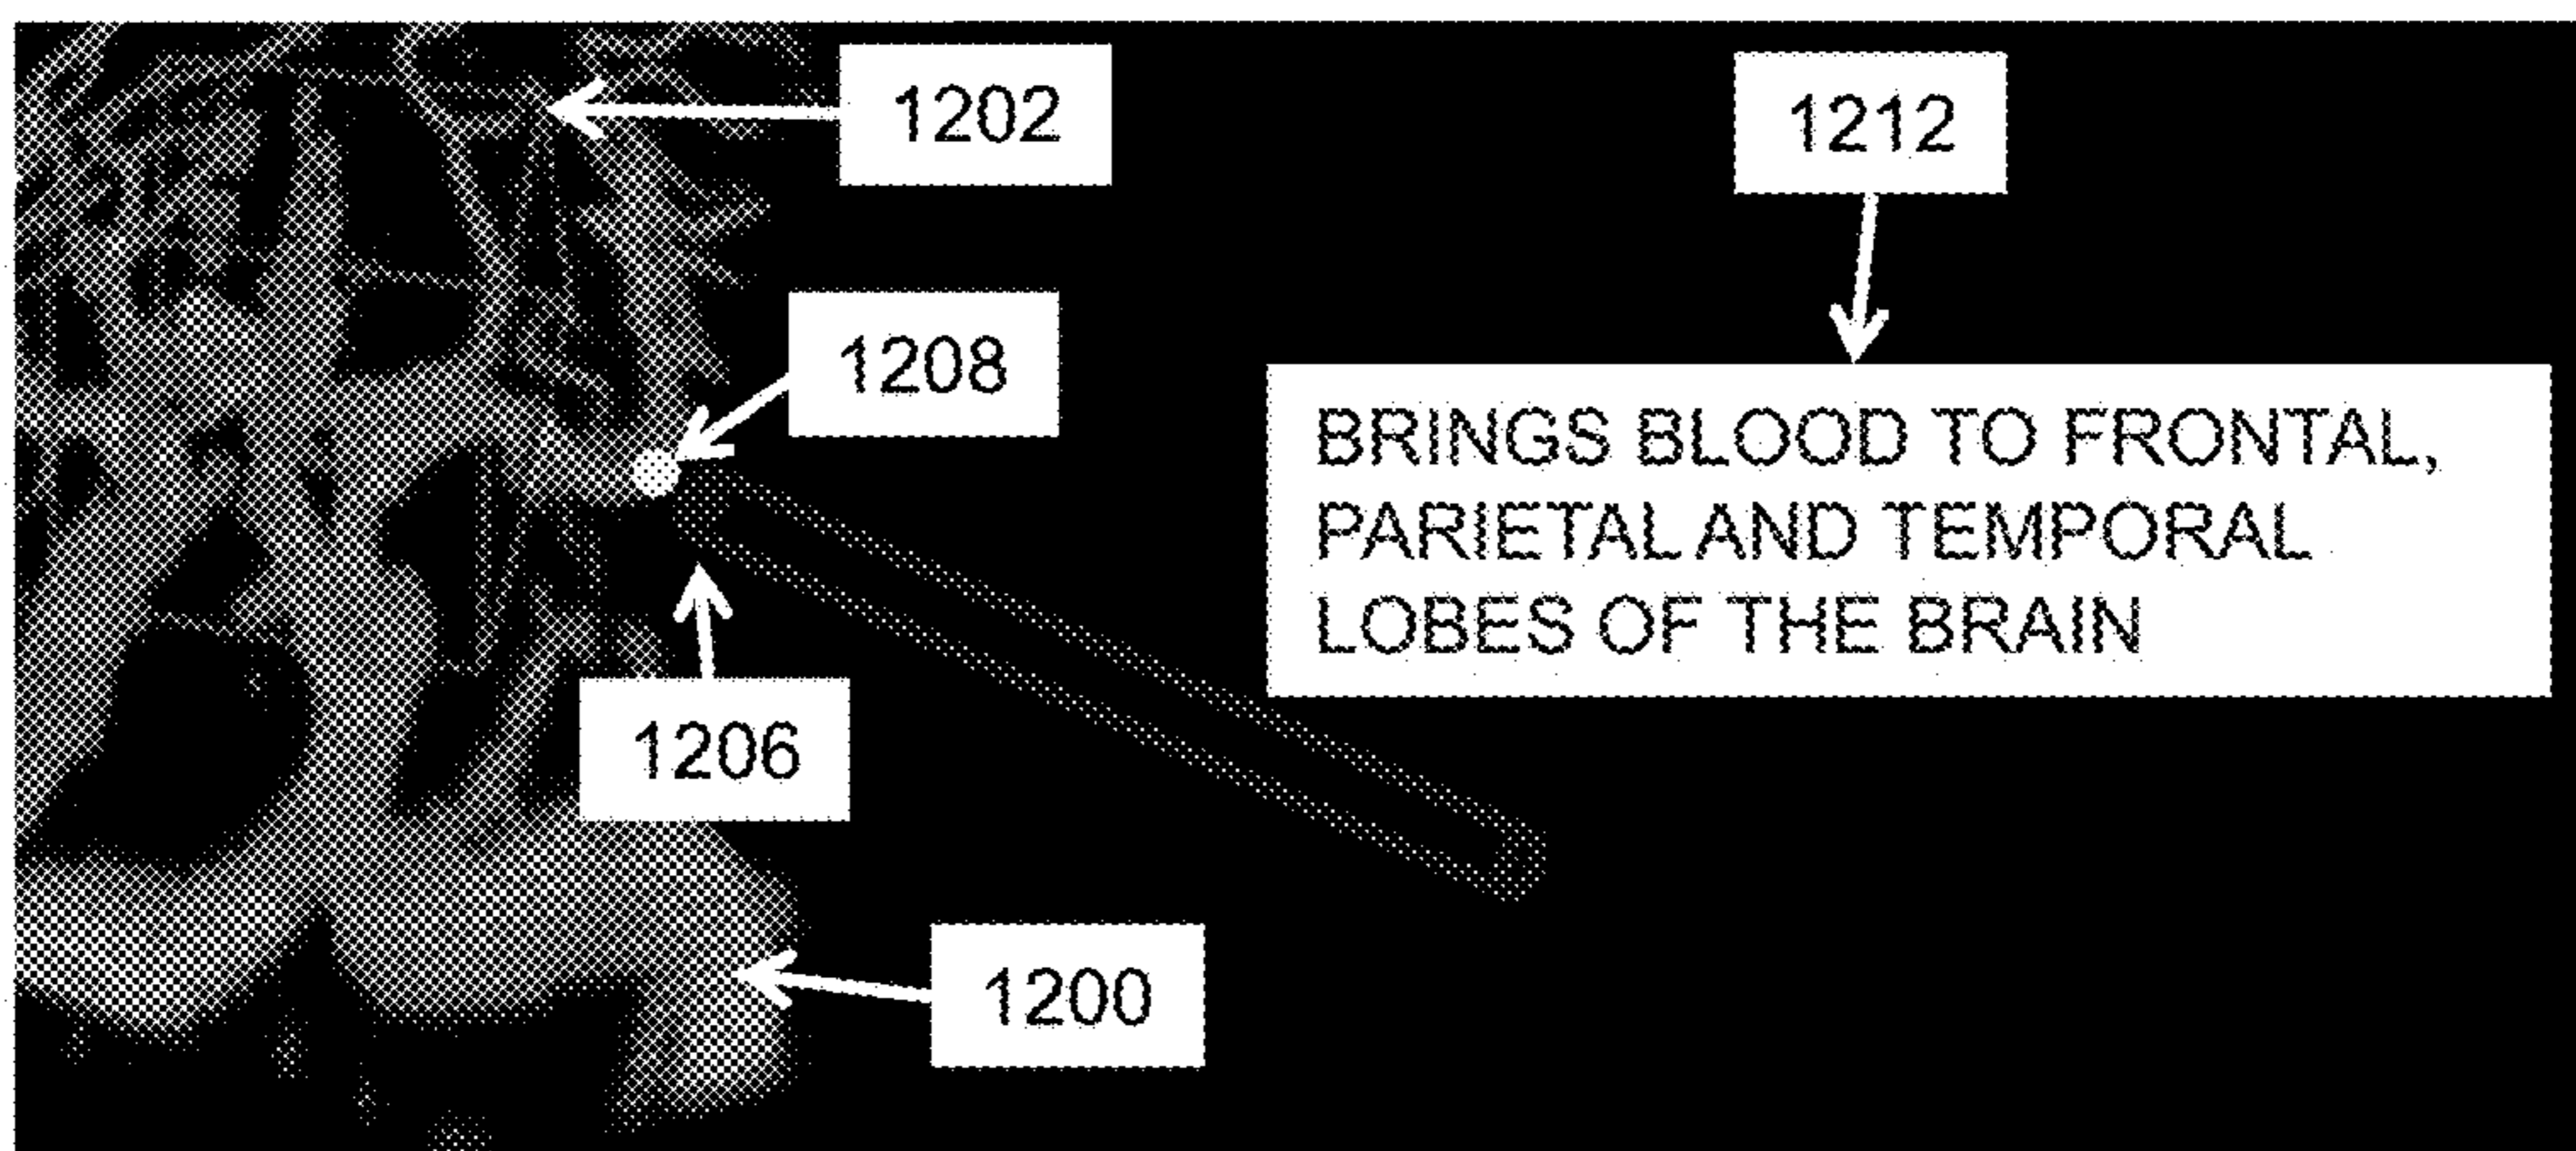 1202
1212
1208
BRINGS BLOOD TO FRONTAL,
PARIETAL AND TEMPORAL
LOBES OF THE BRAIN
1206
1200